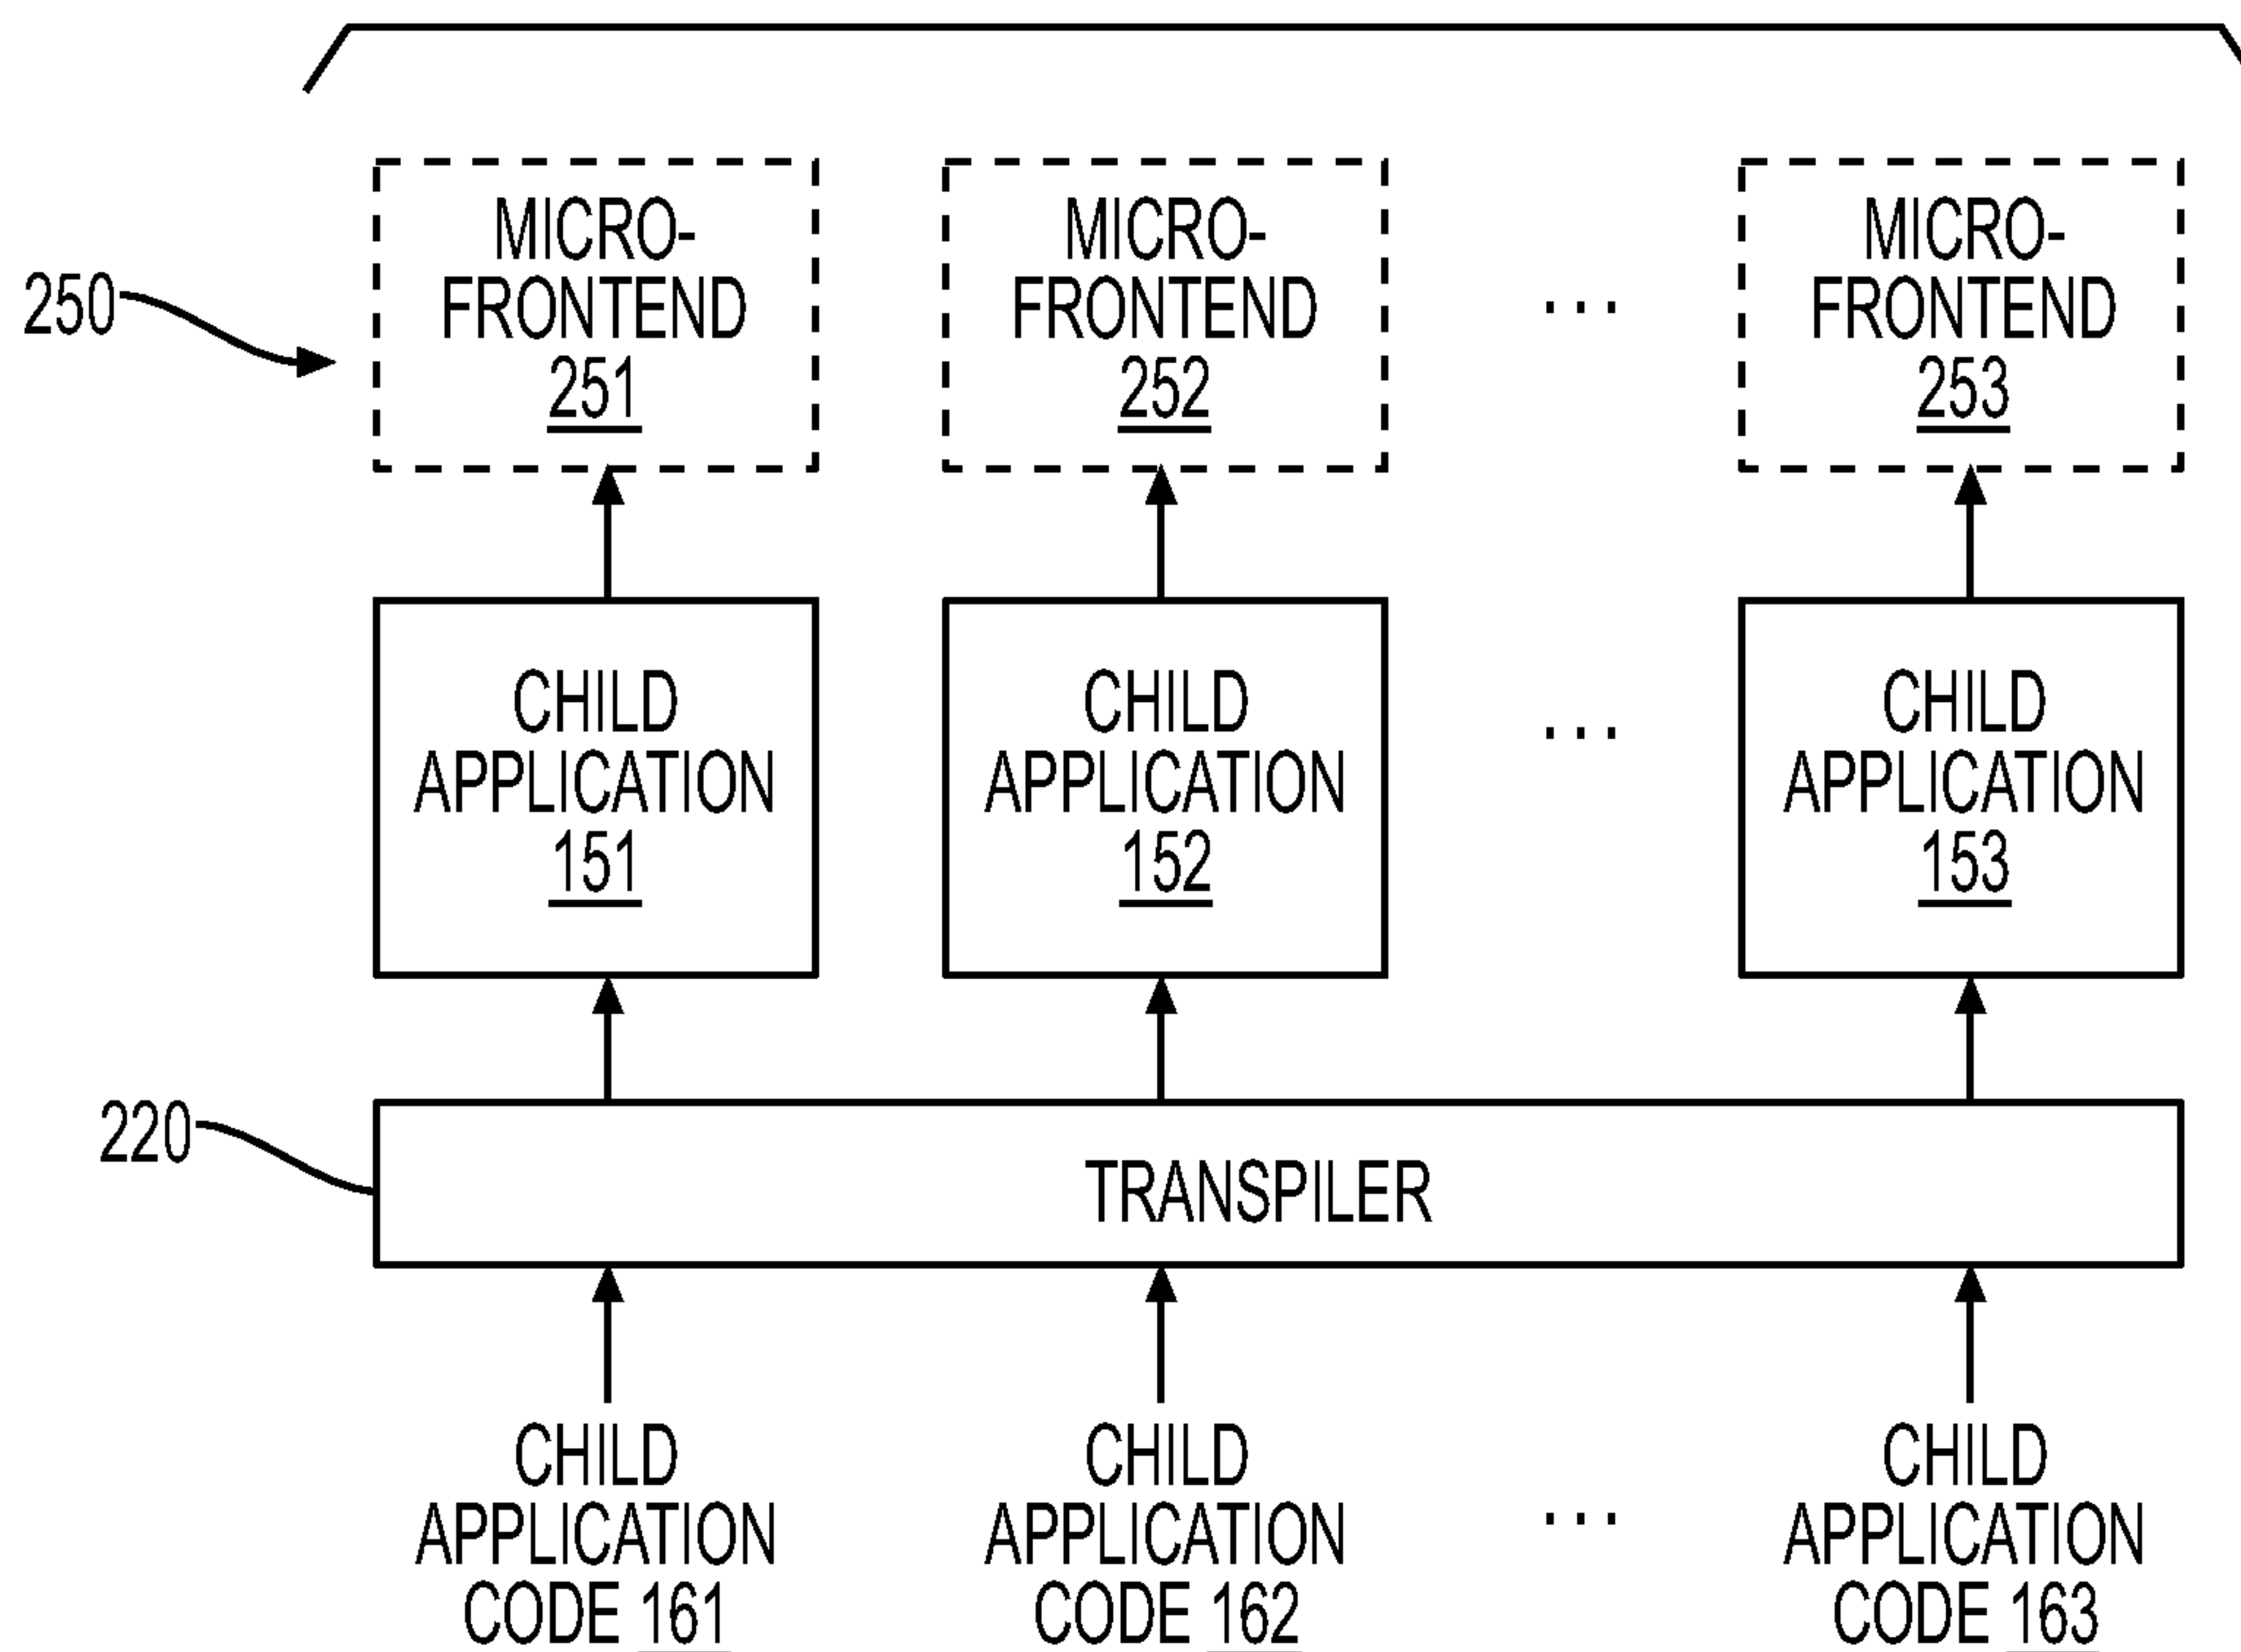 MICRO-
FRONTEND
251
MICRO-
FRONTEND
252
...
MICRO-
FRONTEND
253
250
CHILD
APPLICATION
151
CHILD
APPLICATION
152
...
CHILD
APPLICATION
153
220
TRANSPILER
CHILD
APPLICATION
CODE 161
CHILD
APPLICATION
CODE 162
...
CHILD
APPLICATION
CODE 163